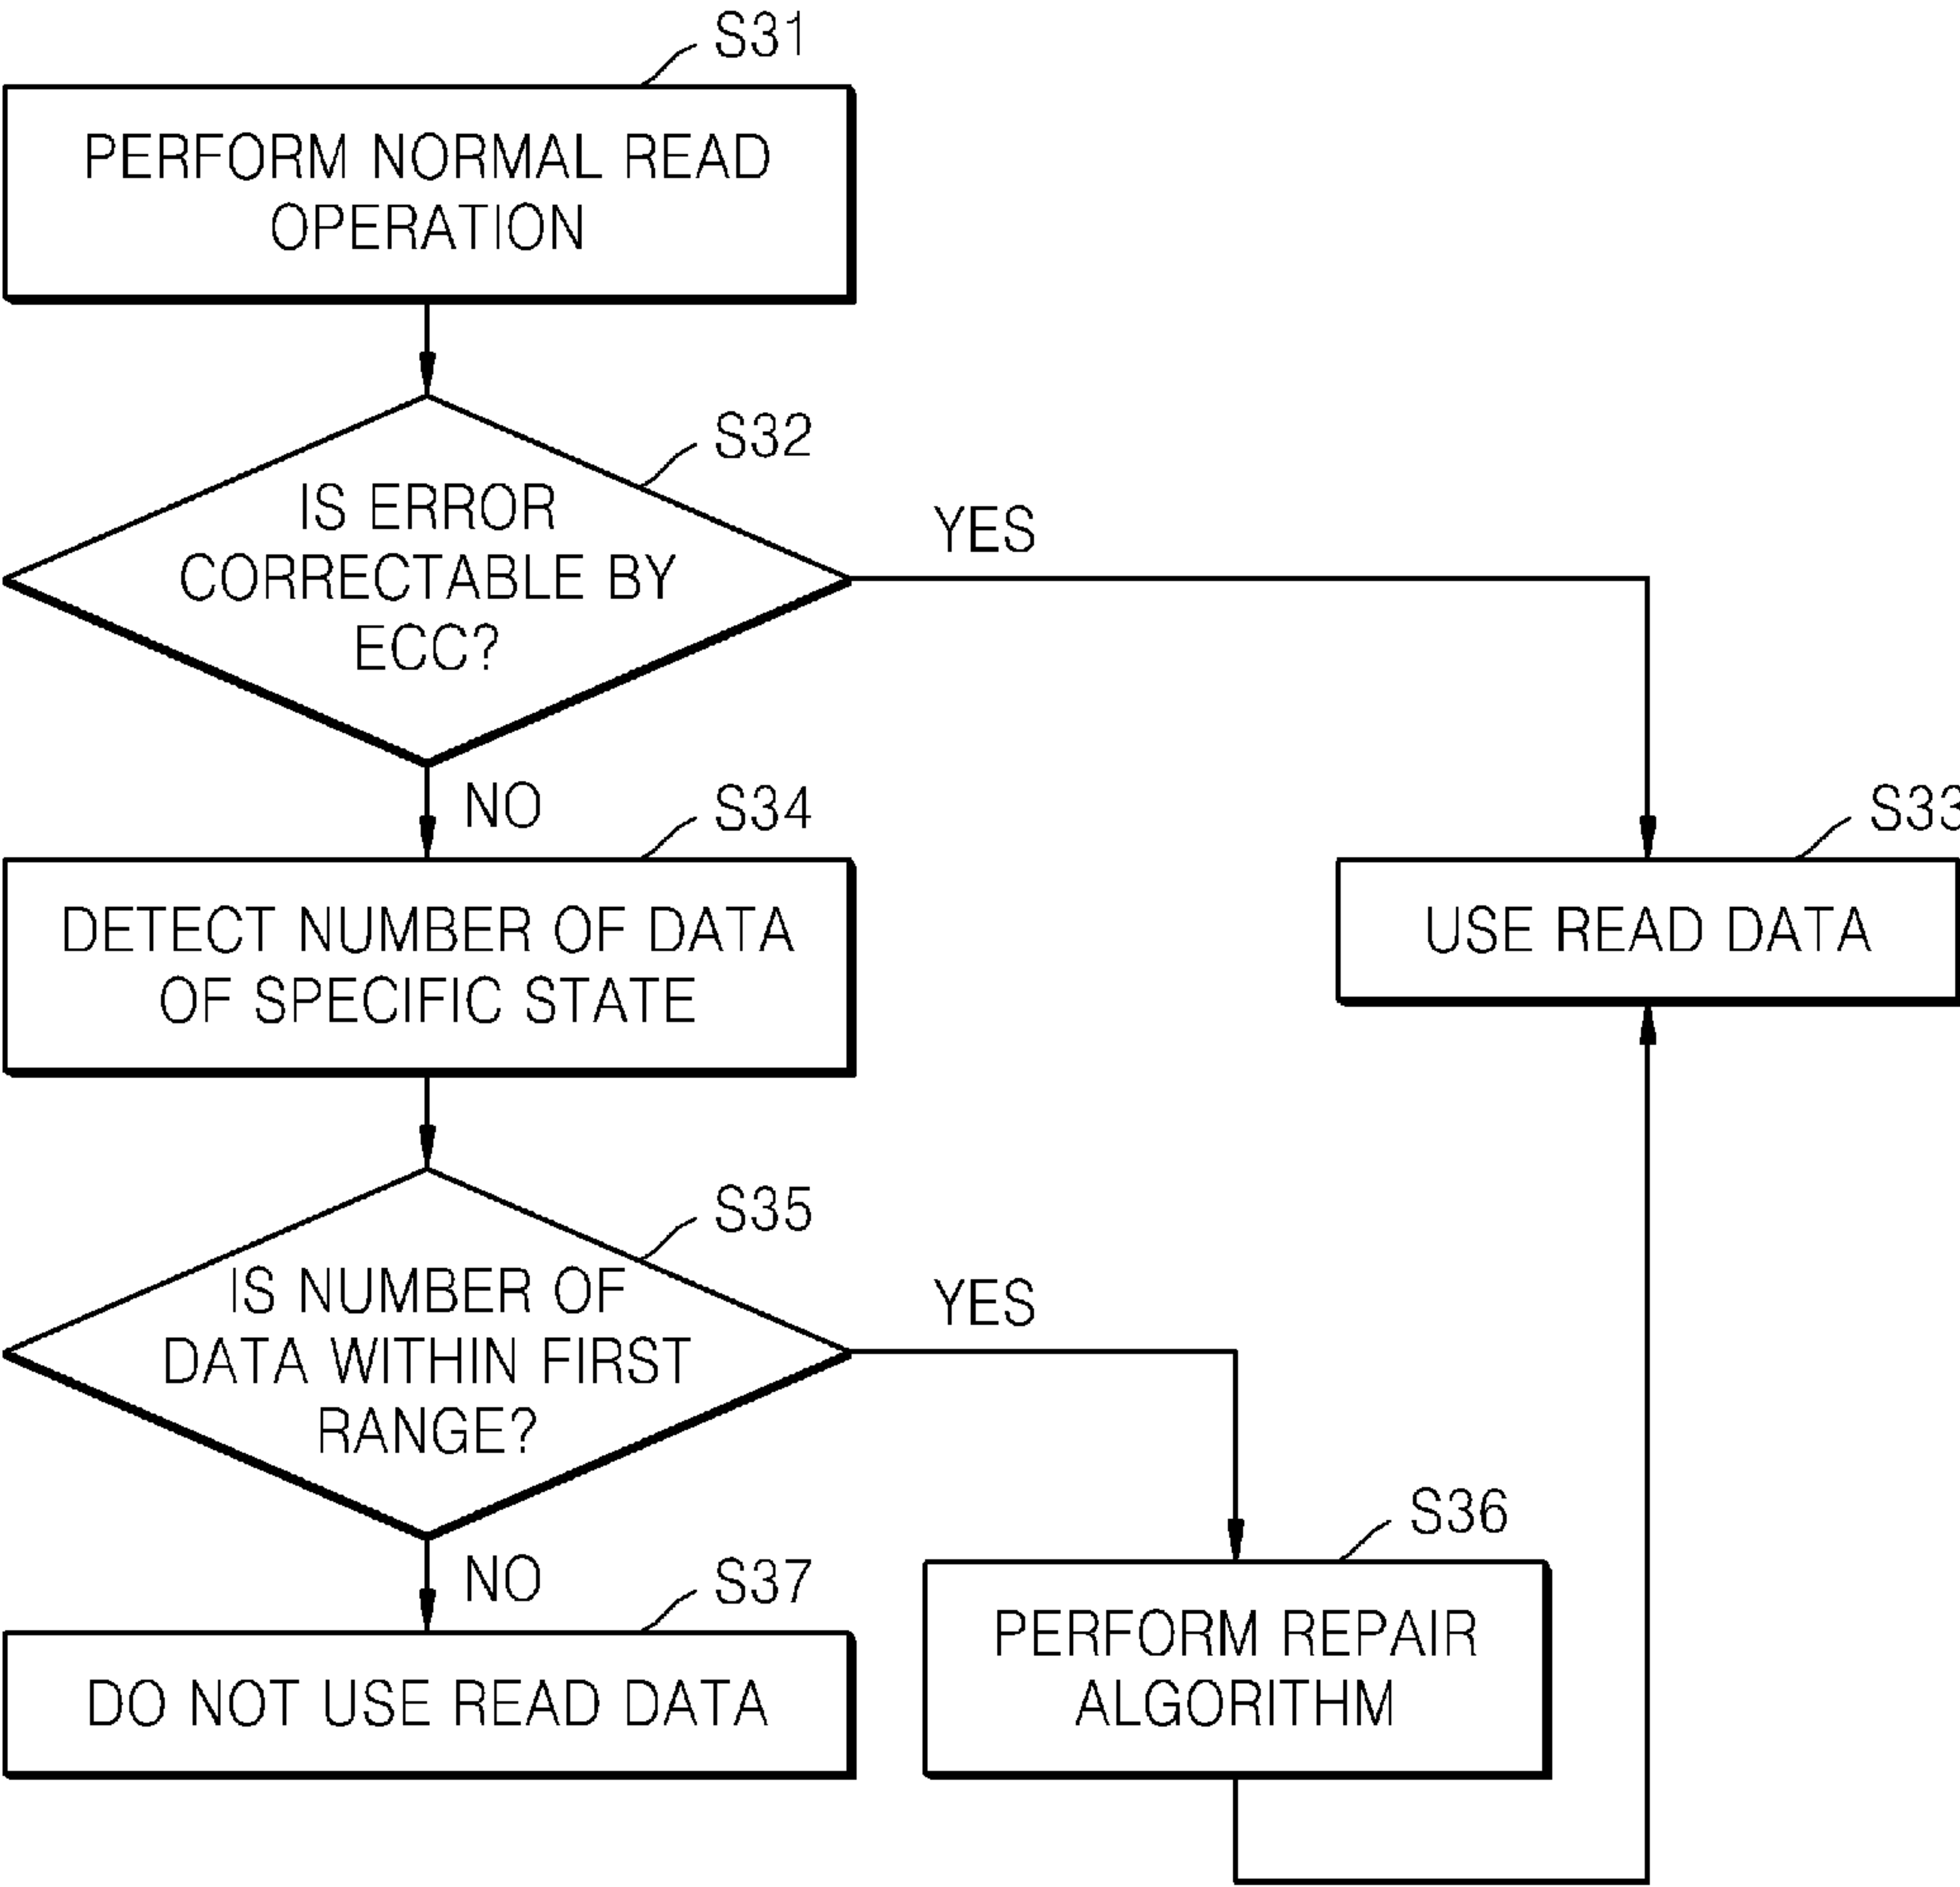 S31
PERFORM NORMAL READ
OPERATION
S32
IS ERROR
CORRECTABLE BY
ECC?
YES
NO
S34
DETECT NUMBER OF DATA
OF SPECIFIC STATE
S33
USE READ DATA
S35
IS NUMBER OF
DATA WITHIN FIRST
RANGE?
YES
NO
S37
DO NOT USE READ DATA
S36
PERFORM REPAIR
ALGORITHM